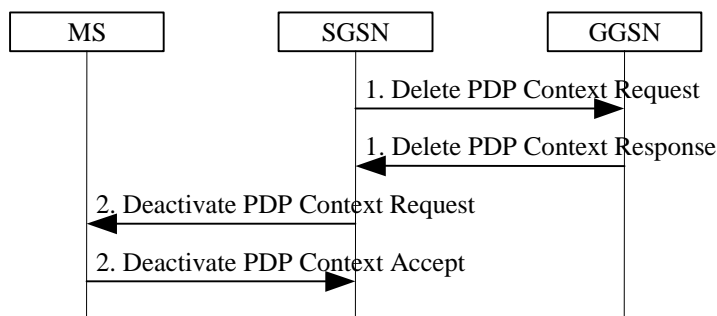 MS SGSN GGSN
1. Delete PDP Context Request
1. Delete PDP Context Response
2. Deactivate PDP Context Request
2. Deactivate PDP Context Accept